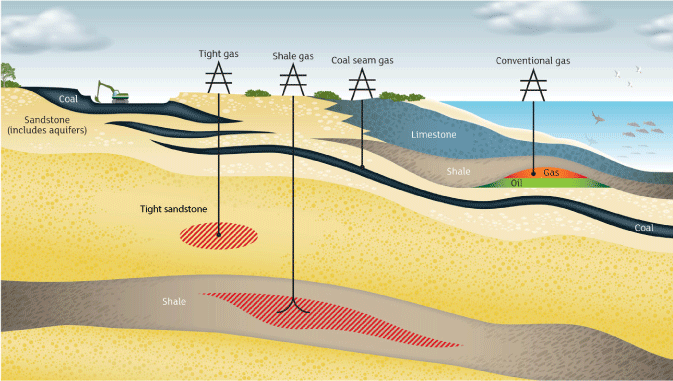 Tight gas
Shale gas
Coal seam gas
Conventional gas
Coal
Sandstone
(includes aquifers)
Limestone
Shale
Gas
Oil
Tight sandstone
Coal
Shale